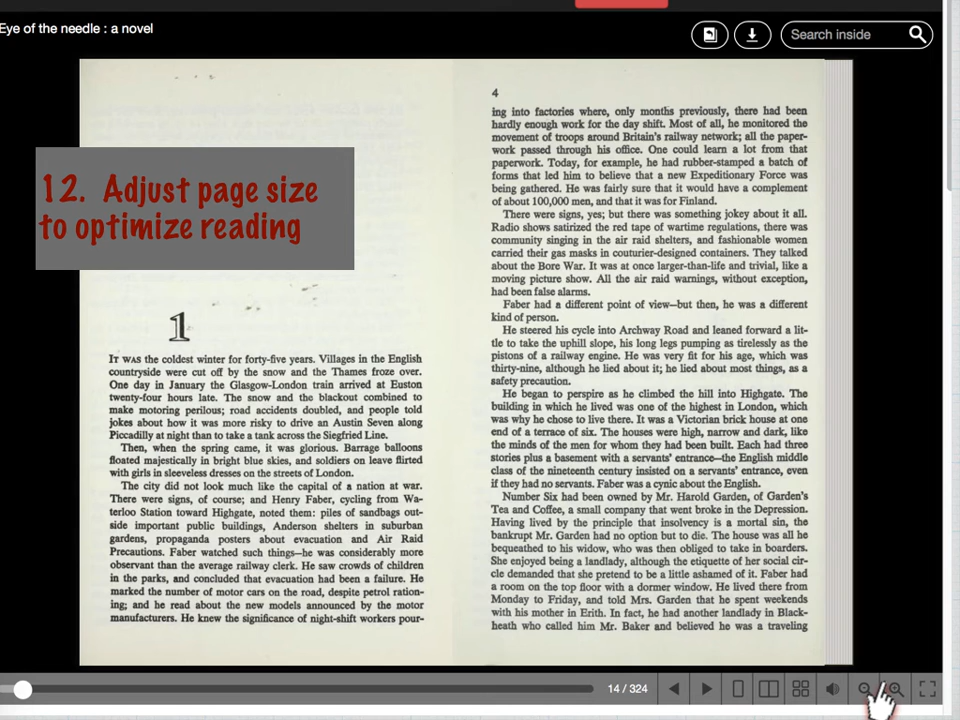 Eye of the needle : a novel
Search inside
12. Adjust page size
to optimize reading
1
IT WAS the coldest winter for forty-five years. Villages in the English
countryside were cut off by the snow and the Thames froze over.
One day in January the Glasgow-London train arrived at Euston
twenty-four hours late. The snow and the blackout combined to
make motoring perilous; road accidents doubled, and people told
jokes about how it was more risky to drive an Austin Seven along
Piccadilly at night than to take a tank across the Siegfried Line.
Then, when the spring came, it was glorious. Barrage balloons
floated majestically in bright blue skies, and soldiers on leave flirted
with girls in sleeveless dresses on the streets of London.
The city did not look much like the capital of a nation at war.
There were signs, of course; and Henry Faber, cycling from Wa-
terloo Station toward Highgate, noted them: piles of sandbags out-
side important public buildings, Anderson shelters in suburban
gardens, propaganda posters about evacuation and Air Raid
Precautions. Faber watched such things—he was considerably more
observant than the average railway clerk. He saw crowds of children
in the parks, and concluded that evacuation had been a failure. He
marked the number of motor cars on the road, despite petrol ration-
ing; and he read about the new models announced by the motor
manufacturers. He knew the significance of night-shift workers pour-
4
ing into factories where, only months previously, there had been
hardly enough work for the day shift. Most of all, he monitored the
movement of troops around Britain's railway network; all the paper-
work passed through his office. One could learn a lot from that
paperwork. Today, for example, he had rubber-stamped a batch of
forms that led him to believe that a new Expeditionary Force was
being gathered. He was fairly sure that it would have a complement
of about 100,000 men, and that it was for Finland.
There were signs, yes; but there was something jokey about it all.
Radio shows satirized the red tape of wartime regulations, there was
community singing in the air raid shelters, and fashionable women
carried their gas masks in couturier-designed containers. They talked
about the Bore War. It was at once larger-than-life and trivial, like a
moving picture show. All the air raid warnings, without exception,
had been false alarms.
Faber had a different point of view—but then, he was a different
kind of person.
He steered his cycle into Archway Road and leaned forward a lit-
tle to take the uphill slope, his long legs pumping as tirelessly as the
pistons of a railway engine. He was very fit for his age, which was
thirty-nine, although he lied about it; he lied about most things, as a
safety precaution.
He began to perspire as he climbed the hill into Highgate. The
building in which he lived was one of the highest in London, which
was why he chose to live there. It was a Victorian brick house at one
end of a terrace of six. The houses were high, narrow and dark, like
the minds of the men for whom they had been built. Each had three
stories plus a basement with a servants' entrance—the English middle
class of the nineteenth century insisted on a servants' entrance, even
if they had no servants. Faber was a cynic about the English.
Number Six had been owned by Mr. Harold Garden, of Garden's
Tea and Coffee, a small company that went broke in the Depression.
Having lived by the principle that insolvency is a mortal sin, the
bankrupt Mr. Garden had no option but to die. The house was all he
bequeathed to his widow, who was then obliged to take in boarders.
She enjoyed being a landlady, although the etiquette of her social cir-
cle demanded that she pretend to be a little ashamed of it. Faber had
a room on the top floor with a dormer window. He lived there from
Monday to Friday, and told Mrs. Garden that he spent weekends
with his mother in Erith. In fact, he had another landlady in Black-
heath who called him Mr. Baker and believed he was a traveling
14 / 324